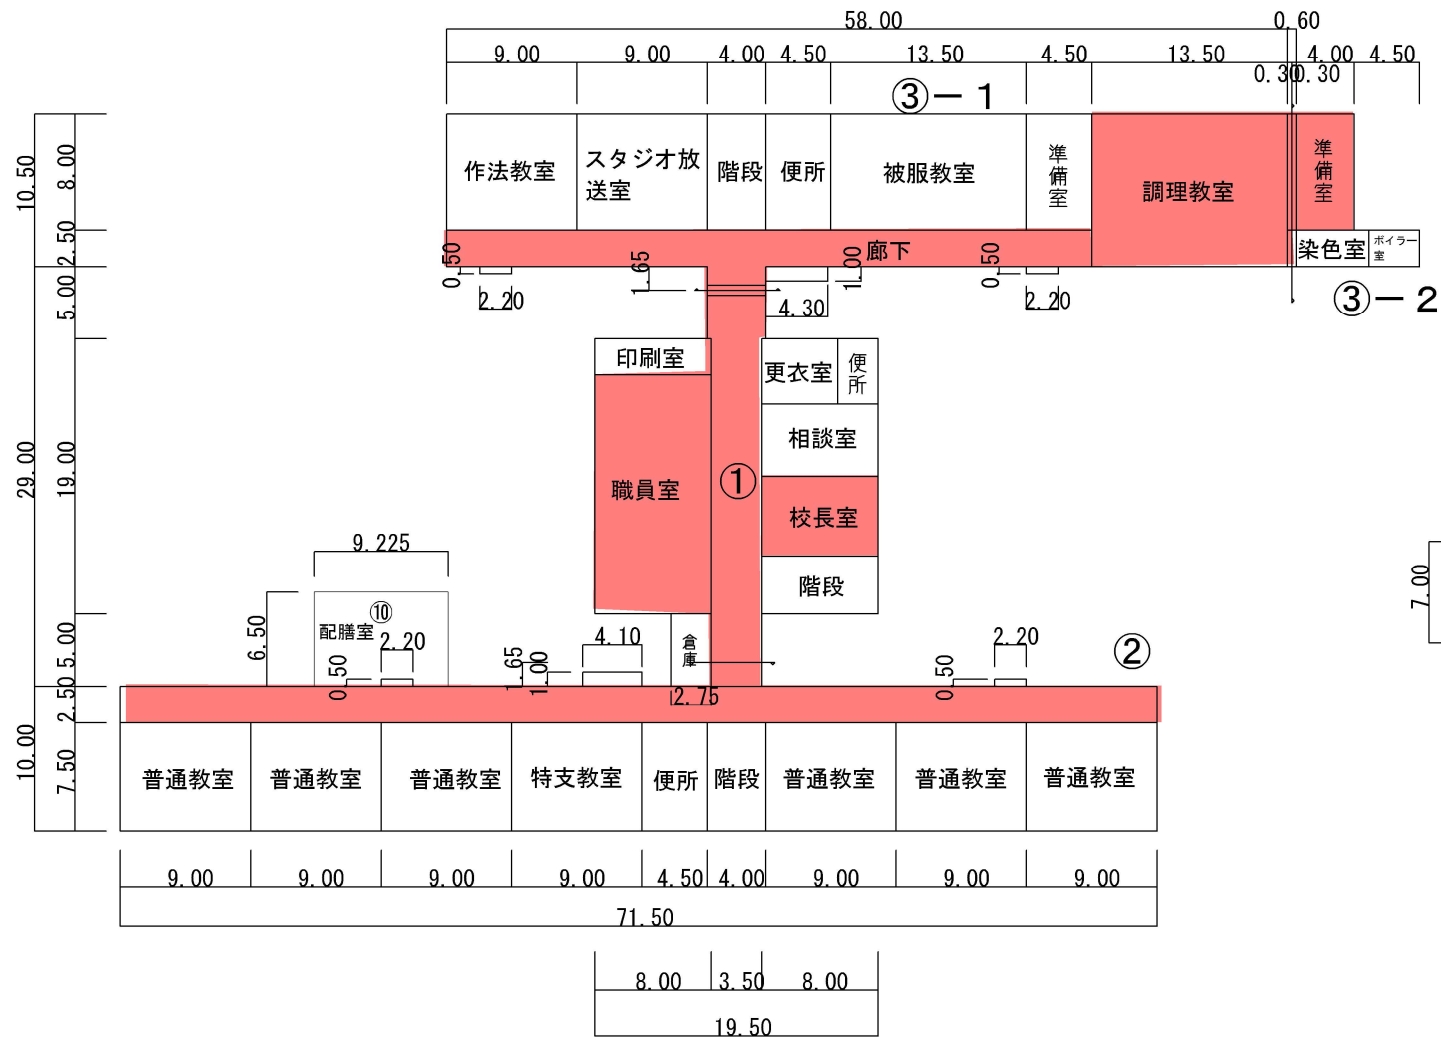 58.00
0.60
9.00
9.00
4.00
4.50
13.50
4.50
13.50
4.00
4.50
0.30
0.30
③－1
10.50
8.00
作法教室
スタジオ放
送室
階段
便所
被服教室
準備室
調理教室
準備室
2.50
廊下
染色室
ボイラー
室
0.50
1.65
1.00
0.50
5.00
2.20
4.30
2.20
③－2
印刷室
更衣室
便所
相談室
29.00
19.00
職員室
①
校長室
階段
9.225
7.00
⑩
配膳室
6.50
2.20
4.10
倉庫
2.20
②
5.00
0.50
1.65
1.00
0.50
2.75
2.50
10.00
7.50
普通教室
普通教室
普通教室
特支教室
便所
階段
普通教室
普通教室
普通教室
9.00
9.00
9.00
9.00
4.50
4.00
9.00
9.00
9.00
71.50
8.00
3.50
8.00
19.50